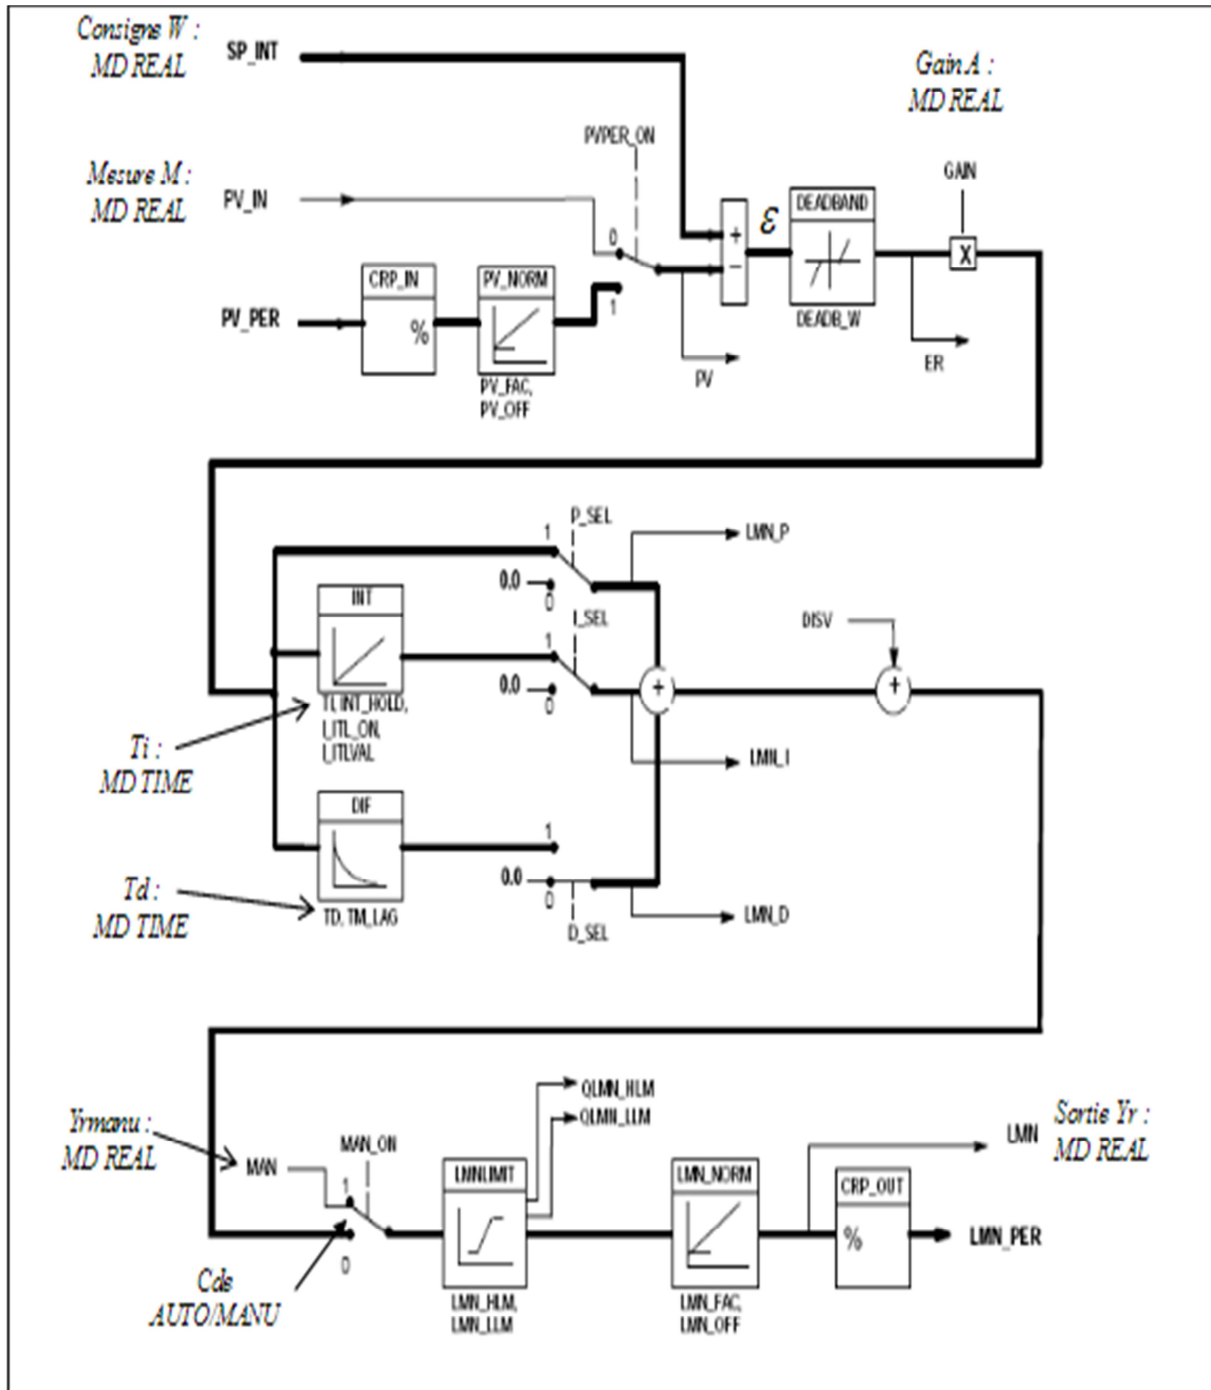 Consigne W :
MD REAL
SP_INT
Gain A :
MD REAL
PVPER_ON
Mesure M :
MD REAL
PV_IN
GAIN
DEADBAND
ε
0
+
−
X
CRP_IN
PV_NORM
PV_PER
%
1
DEADB_W
PV_FAC,
PV_OFF
PV
ER
P_SEL
1
LMN_P
0.0
0
INT
I_SEL
1
DISV
0.0
0
+
+
TI, INT_HOLD,
I_ITL_ON,
I_ITLVAL
Ti :
MD TIME
LMN_I
DIF
1
0.0
0
Td :
MD TIME
TD, TM_LAG
D_SEL
LMN_D
QLMN_HLM
QLMN_LLM
Yrmanu :
MD REAL
Sortie Yr :
MD REAL
MAN_ON
LMN
MAN
1
LMNLIMIT
LMN_NORM
CRP_OUT
%
LMN_PER
0
Cde
AUTO/MANU
LMN_HLM,
LMN_LLM
LMN_FAC,
LMN_OFF